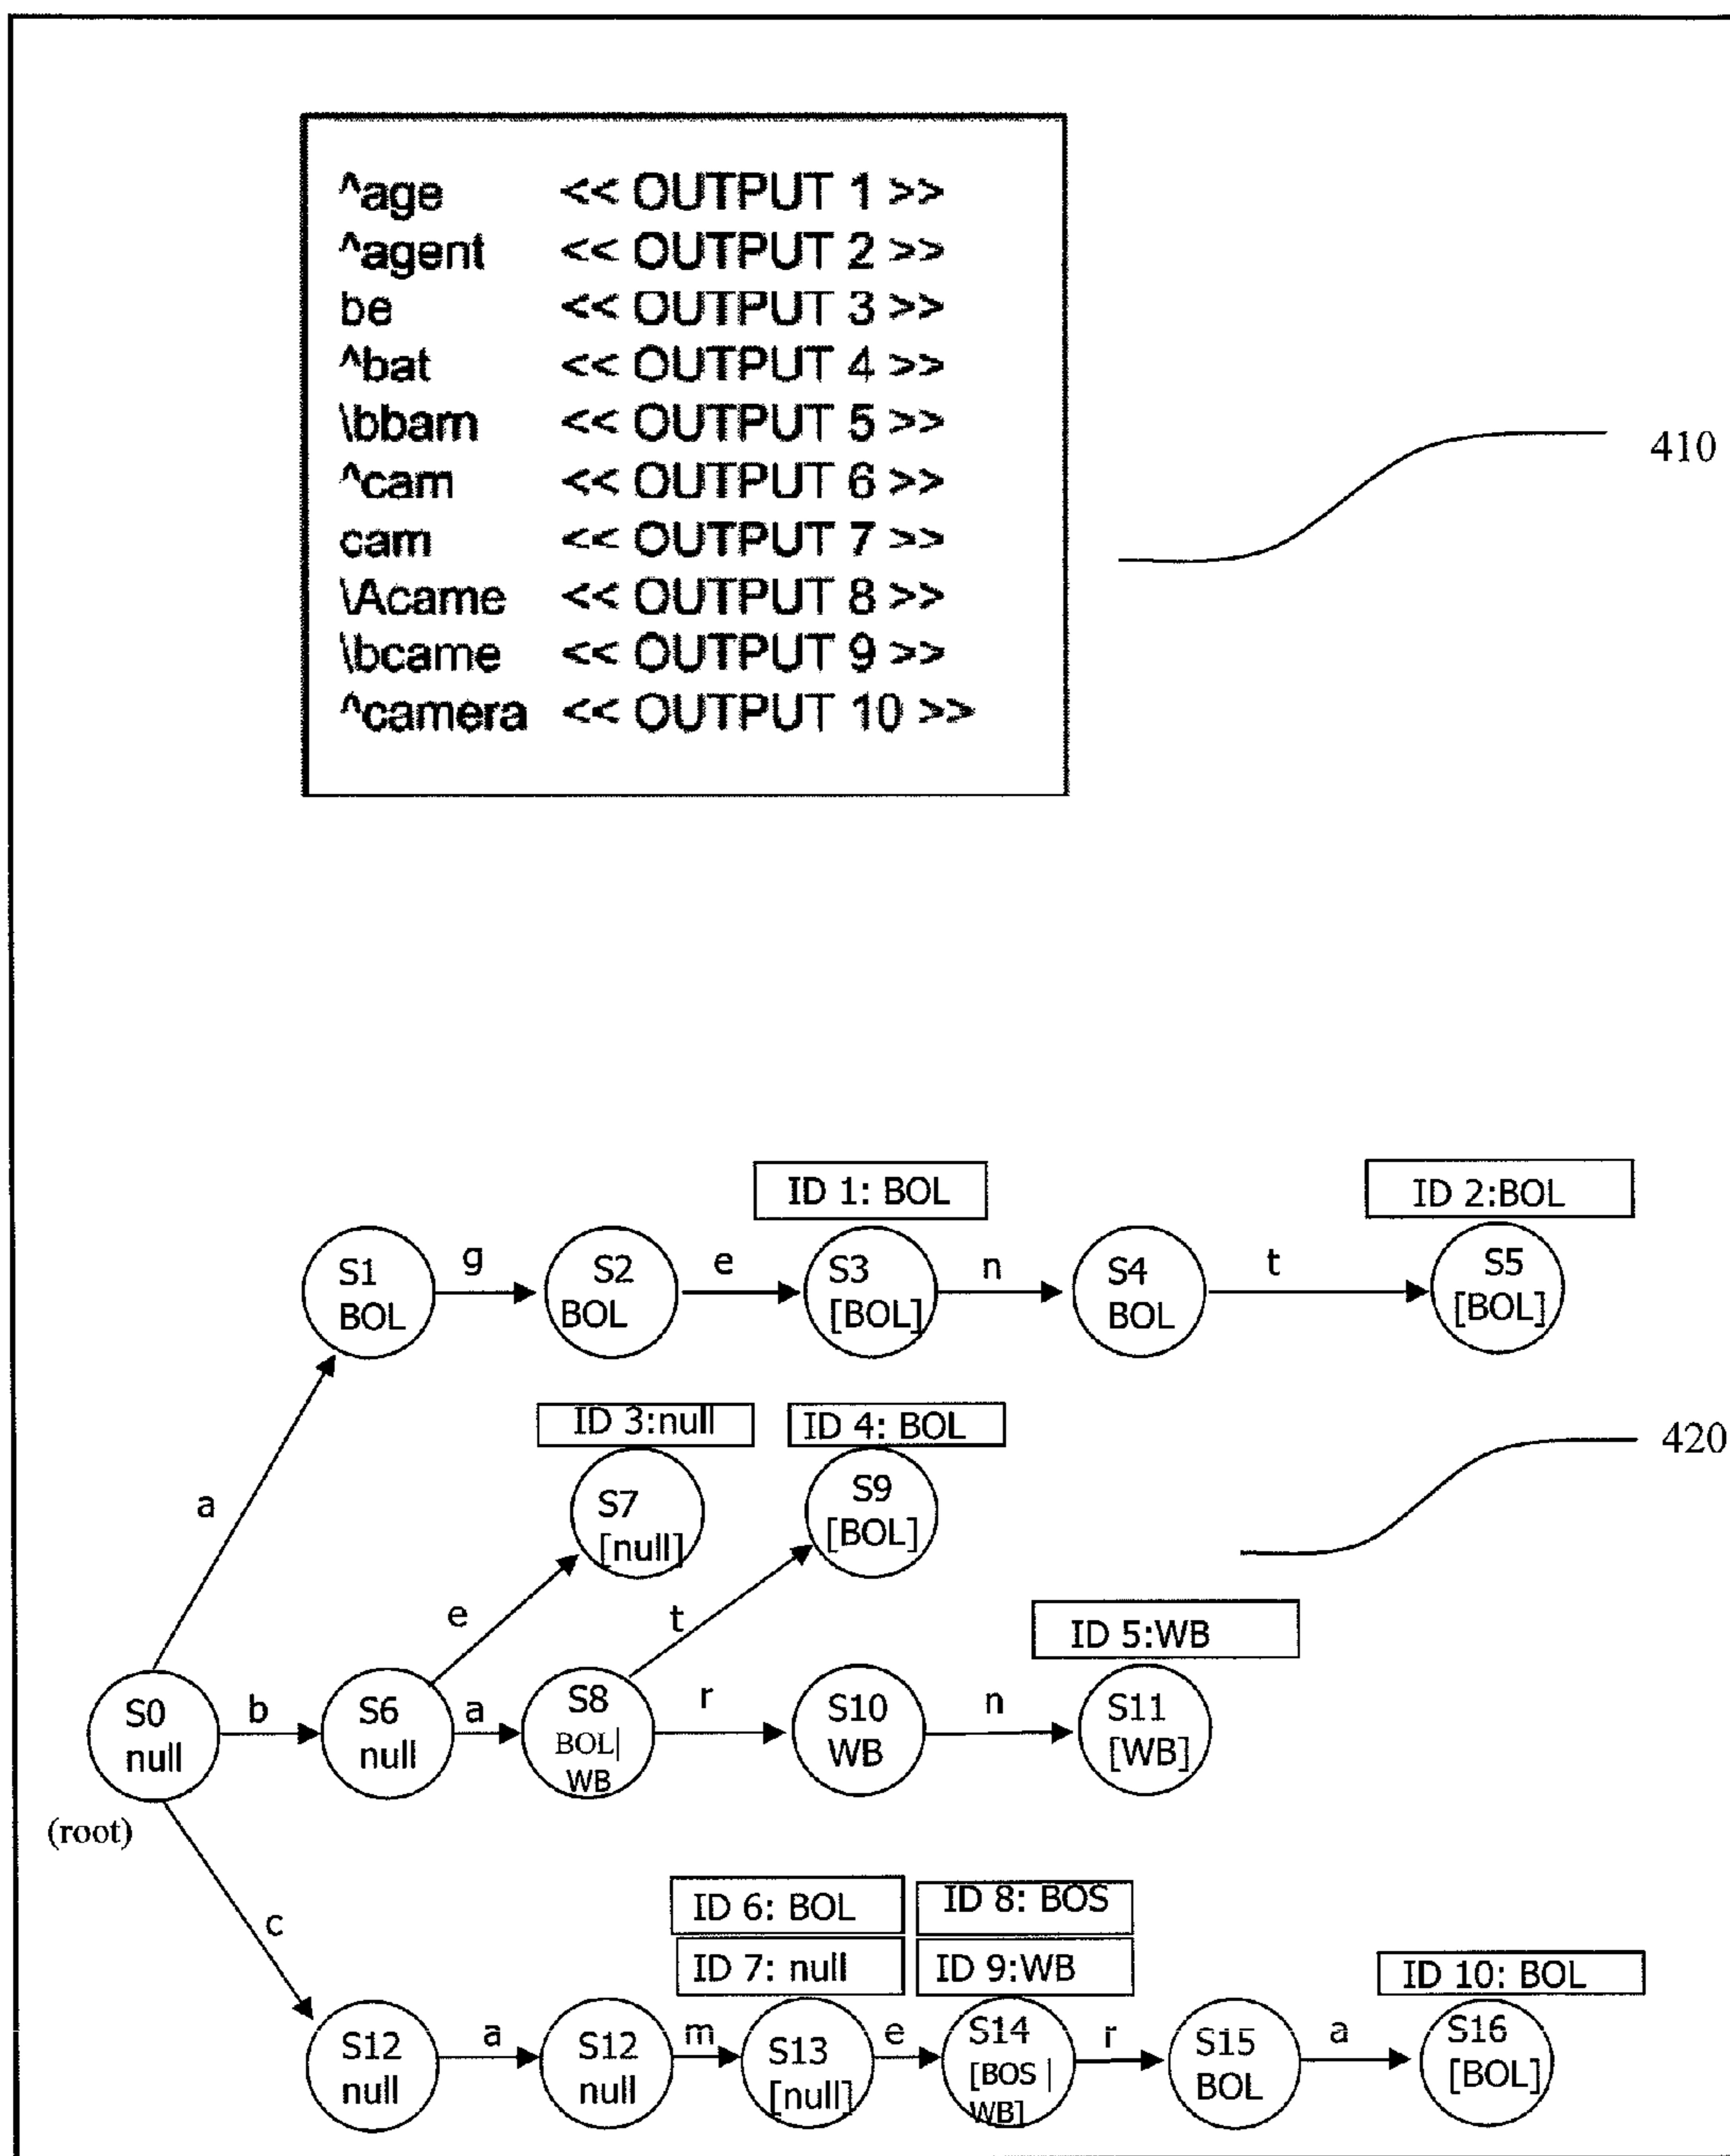 ^age << OUTPUT 1 >>
^agent << OUTPUT 2 >>
be << OUTPUT 3 >>
^bat << OUTPUT 4 >>
\bbarn << OUTPUT 5 >>
^cam << OUTPUT 6 >>
cam << OUTPUT 7 >>
\Acame << OUTPUT 8 >>
\bcame << OUTPUT 9 >>
^camera << OUTPUT 10 >>
410
ID 1: BOL
ID 2:BOL
S1
BOL
g
S2
BOL
e
S3
[BOL]
n
S4
BOL
t
S5
[BOL]
a
ID 3:null
ID 4: BOL
S7
[null]
S9
[BOL]
420
e
t
ID 5:WB
S0
null
(root)
b
S6
null
a
S8
BOL|
WB
r
S10
WB
n
S11
[WB]
c
ID 6: BOL
ID 7: null
ID 8: BOS
ID 9:WB
ID 10: BOL
S12
null
a
S12
null
m
S13
[null]
e
S14
[BOS |
WB]
r
S15
BOL
a
S16
[BOL]